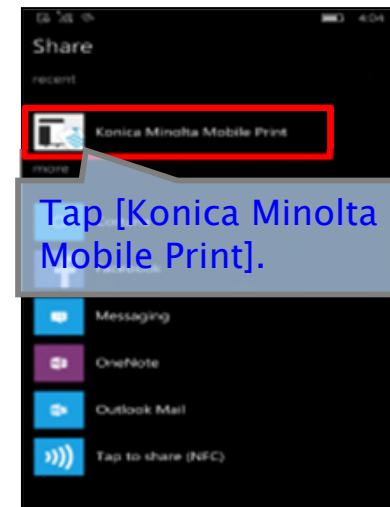 4:04
Share
recent
Konica Minolta Mobile Print
more
Tap [Konica Minolta
Mobile Print].
Messaging
OneNote
Outlook Mail
Tap to share (NFC)